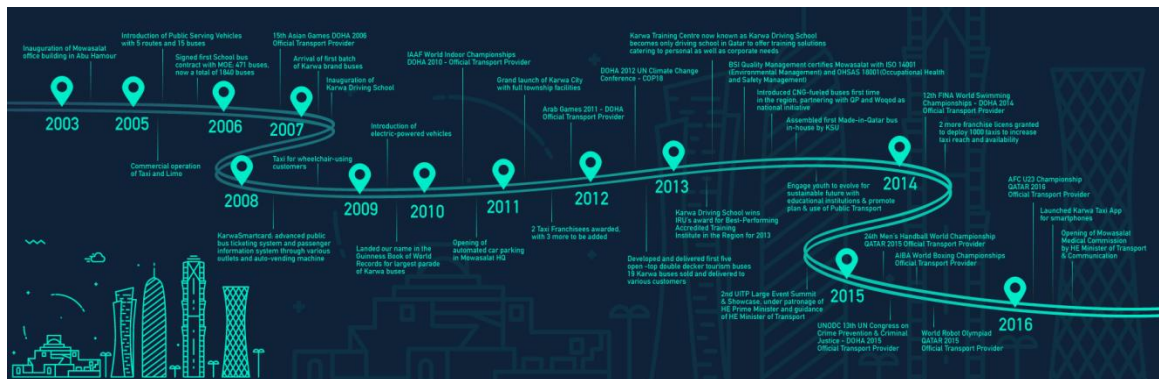 Inauguration of Mowasalat
office building in Abu Hamour
2003
Introduction of Public Serving Vehicles
with 5 routes and 15 buses
2005
Commercial operation
of Taxi and Limo
Signed first School bus
contract with MOE; 471 buses,
now a total of 1840 buses
2006
15th Asian Games DOHA 2006
Official Transport Provider
Arrival of first batch
of Karwa brand buses
Inauguration of
Karwa Driving School
2007
Taxi for wheelchair-using
customers
2008
KarwaSmartcard, advanced public
bus ticketing system and passenger
information system through various
outlets and auto-vending machine
2009
Introduction of
electric-powered vehicles
Landed our name in the
Guinness Book of World
Records for largest parade
of Karwa buses
IAAF World Indoor Championships
DOHA 2010 - Official Transport Provider
2010
Opening of
automated car parking
in Mowasalat HQ
Grand launch of Karwa City
with full township facilities
2011
Arab Games 2011 - DOHA
Official Transport Provider
2 Taxi Franchisees awarded,
with 3 more to be added
2012
DOHA 2012 UN Climate Change
Conference - COP18
Developed and delivered first five
open -top double decker tourism buses
19 Karwa buses sold and delivered to
various customers
Karwa Training Centre now known as Karwa Driving School
becomes only driving school in Qatar to offer training solutions
catering to personal as well as corporate needs
2013
Karwa Driving School wins
IRU's award for Best-Performing
Accredited Training
Institute in the Region for 2013
BSI Quality Management certifies Mowasalat with ISO 14001
(Environmental Management) and OHSAS 18001(Occupational Health
and Safety Management)
Introduced CNG-fueled buses first time
in the region, partnering with QP and Woqod as
national initiative
Assembled first Made-in-Qatar bus
in-house by KSU
Engage youth to evolve for
sustainable future with
educational institutions & promote
plan & use of Public Transport
2014
12th FINA World Swimming
Championships - DOHA 2014
Official Transport Provider
2 more franchise licens granted
to deploy 1000 taxis to increase
taxi reach and availability
2nd UITP Large Event Summit
& Showcase, under patronage of
HE Prime Minister and guidance
of HE Minister of Transport
2015
24th Men's Handball World Championship
QATAR 2015 Official Transport Provider
AIBA World Boxing Championships
Official Transport Provider
UNODC 13th UN Congress on
Crime Prevention & Criminal
Justice - DOHA 2015
Official Transport Provider
World Robot Olympiad
QATAR 2015
Official Transport Provider
2016
AFC U23 Championship
QATAR 2016
Official Transport Provider
Launched Karwa Taxi App
for smartphones
Opening of Mowasalat
Medical Commission
by HE Minister of Transport
& Communication